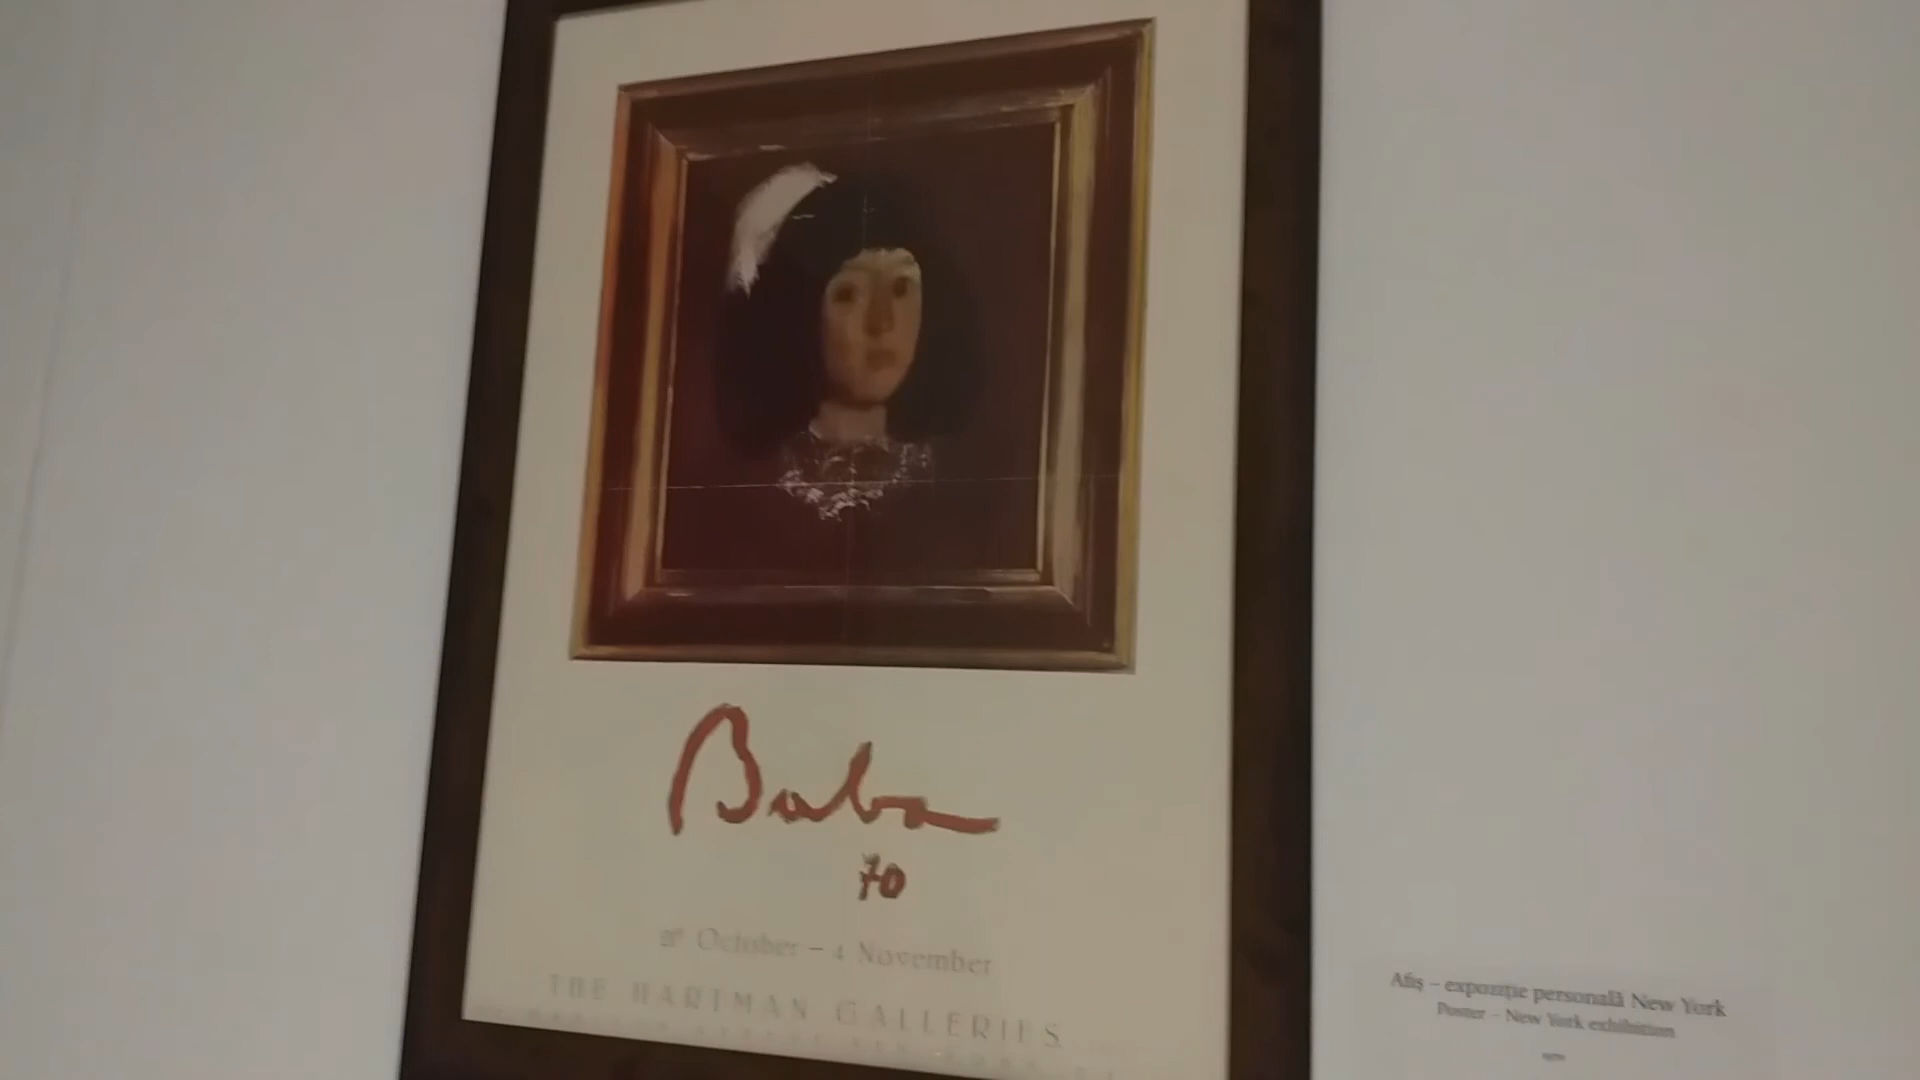 Baba
70
October – 4 November
THE HARTMAN GALLERIES
Afiș – expoziție personală New York
Poster – New York exhibition